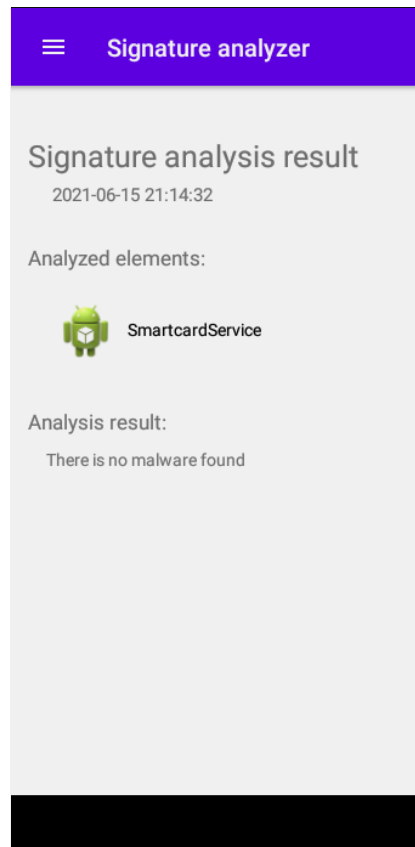 Signature analyzer
Signature analysis result
2021-06-15 21:14:32
Analyzed elements:
SmartcardService
Analysis result:
There is no malware found